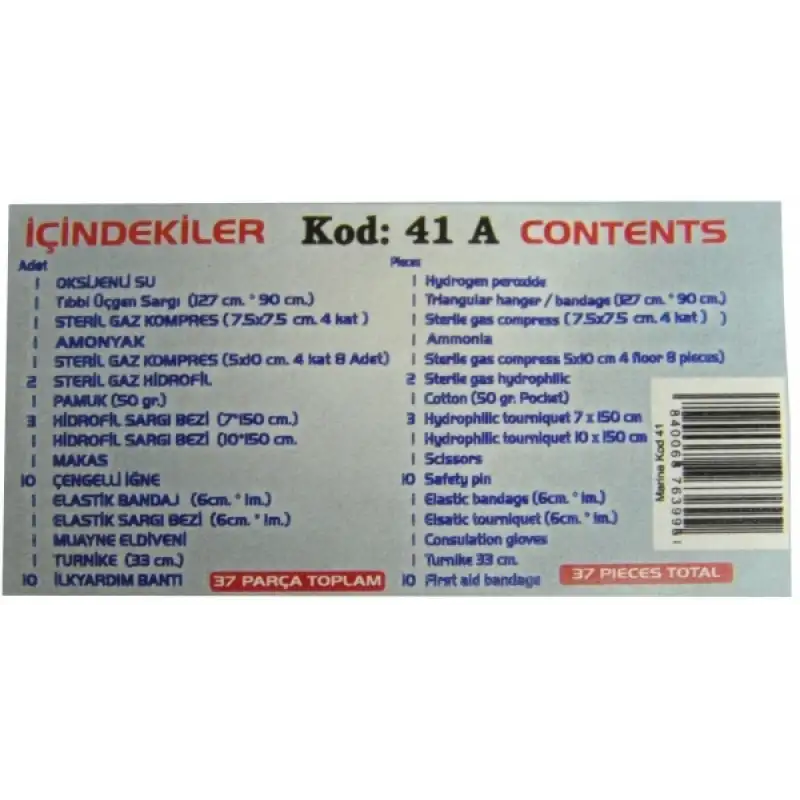 İÇİNDEKİLER Kod: 41 A CONTENTS
Adet
1 OKSİJENLİ SU
1 Tıbbi Üçgen Sargı (127 cm. * 90 cm.)
1 STERİL GAZ KOMPRES (7.5x7.5 cm. 4 kat )
1 AMONYAK
1 STERİL GAZ KOMPRES (5x10 cm. 4 kat 8 Adet)
2 STERİL GAZ HİDROFİL
1 PAMUK (50 gr.)
3 HİDROFİL SARGI BEZİ (7*150 cm.)
1 HİDROFİL SARGI BEZİ (10*150 cm.
1 MAKAS
10 ÇENGELLİ İĞNE
1 ELASTİK BANDAJ (6cm. * 1m.)
1 ELASTİK SARGI BEZİ (6cm. * 1m.)
1 MUAYNE ELDİVENİ
1 TURNİKE (33 cm.)
10 İLKYARDIM BANTI
37 PARÇA TOPLAM
Pieces
1 Hydrogen peroxide
1 Triangular hanger / bandage (127 cm. * 90 cm.)
1 Sterile gas compress (7.5x7.5 cm. 4 kat ) )
1 Ammonia
1 Sterile gas compress 5x10 cm 4 floor 8 pieces)
2 Sterile gas hydrophilic
1 Cotton (50 gr. Pocket)
3 Hydrophilic tourniquet 7 x 150 cm
1 Hydrophilic tourniquet 10 x 150 cm
1 Scissors
10 Safety pin
1 Elastic bandage (6cm. * 1m.)
1 Elsatic tourniquet (6cm. * 1m.)
1 Consulation gloves
1 Turnike 33 cm.
10 First aid bandage
37 PIECES TOTAL
Marina Kod 41